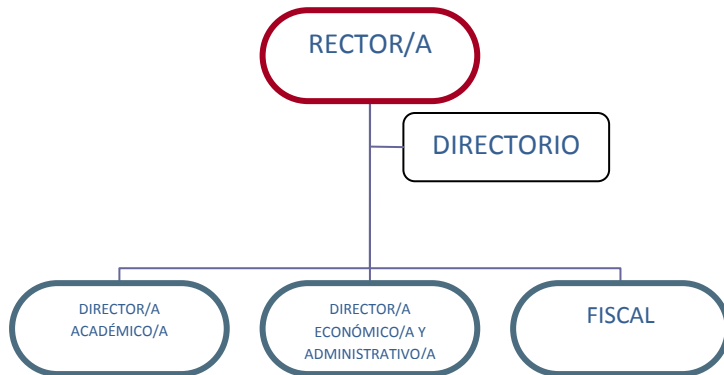 RECTOR/A
DIRECTORIO
DIRECTOR/A
ACADÉMICO/A
DIRECTOR/A
ECONÓMICO/A Y
ADMINISTRATIVO/A
FISCAL